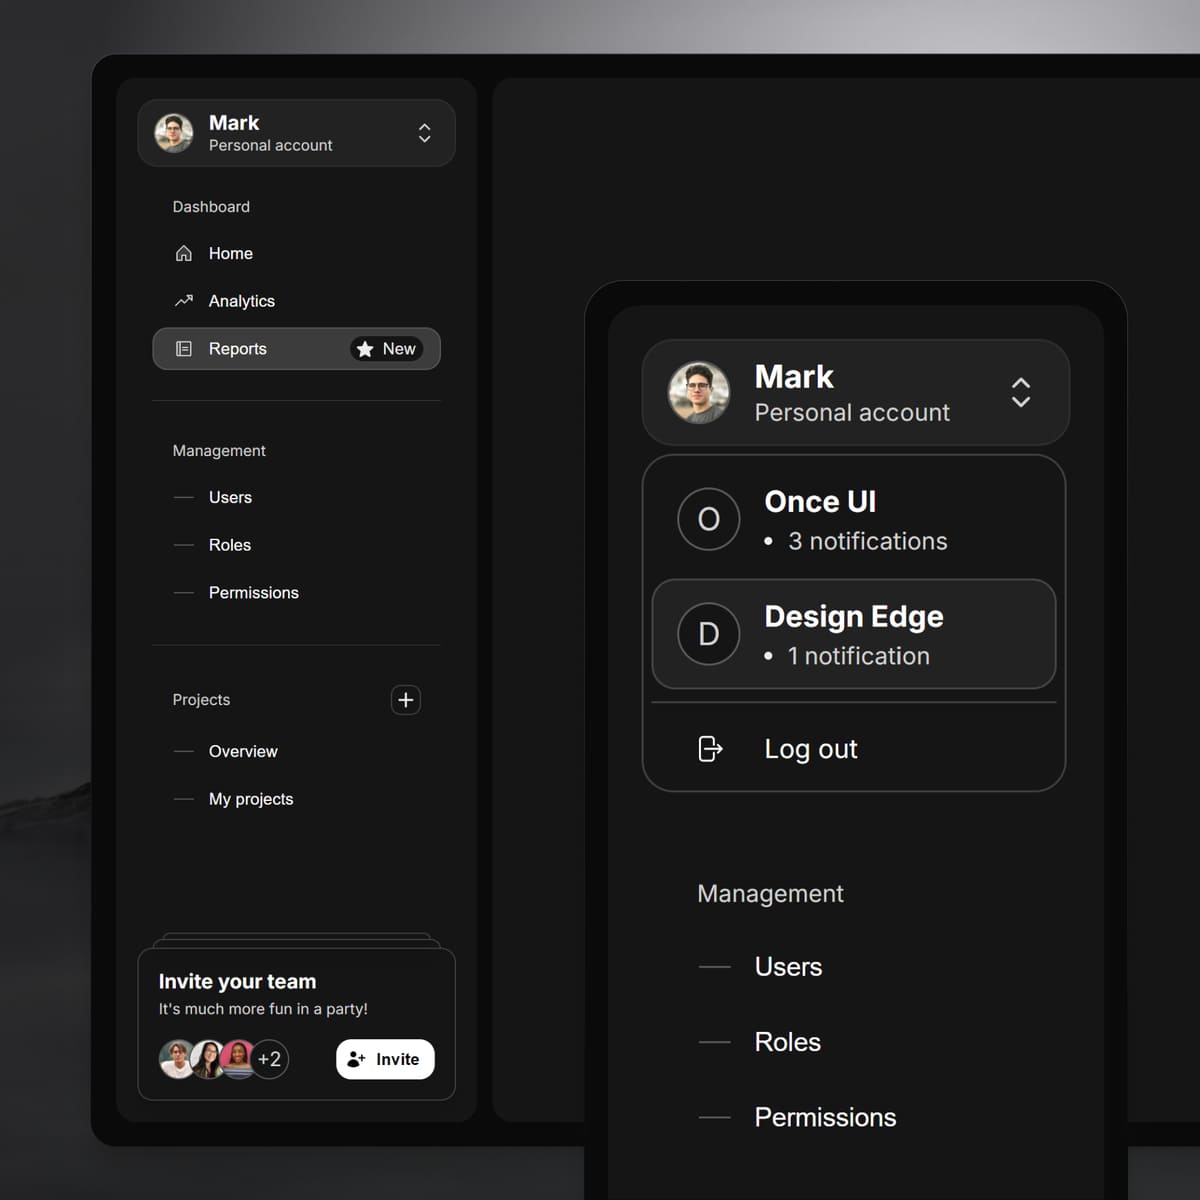 Mark
Personal account
Dashboard
Home
Analytics
Reports
New
Management
Users
Roles
Permissions
Projects
Overview
My projects
Invite your team
It's much more fun in a party!
+2
Invite
Mark
Personal account
O
Once UI
• 3 notifications
D
Design Edge
• 1 notification
Log out
Management
Users
Roles
Permissions